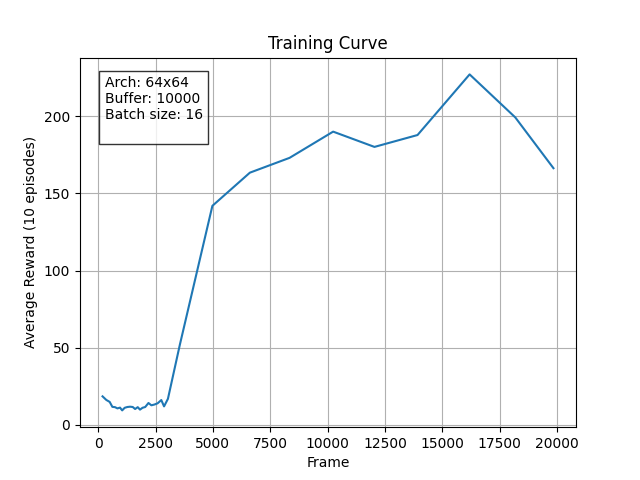 Training Curve
Arch: 64x64
Buffer: 10000
Batch size: 16
Average Reward (10 episodes)
200
150
100
50
0
0 2500 5000 7500 10000 12500 15000 17500 20000
Frame